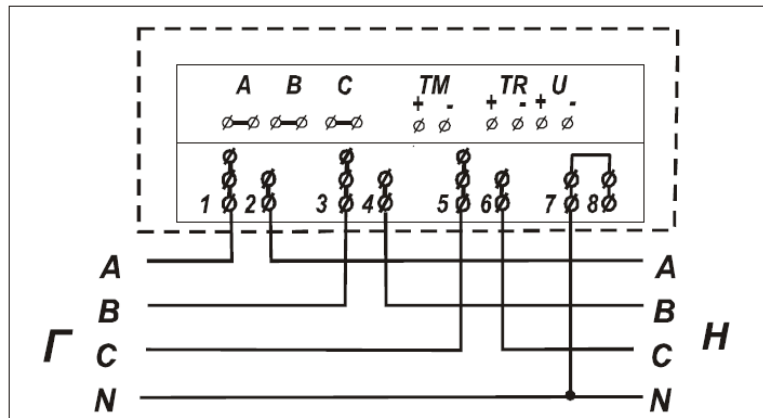 A B C TM TR U
+ - + - + -
1 2 3 4 5 6 7 8
A A
B B
Г C C Н
N N